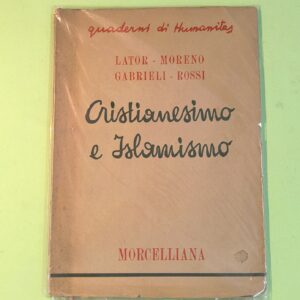 quaderni di Humanitas
LATOR - MORENO
GABRIELI - ROSSI
Cristianesimo
e Islamismo
MORCELLIANA